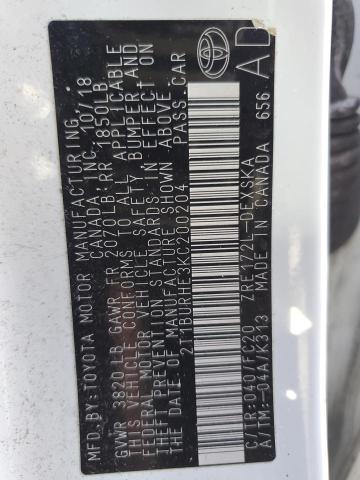 MFD.BY:TOYOTA MOTOR MANUFACTURING
CANADA INC. 10/18
GVWR 3820 LB GAWR FR 2070LB:RR 1850LB
THIS VEHICLE CONFORMS TO ALL APPLICABLE
FEDERAL MOTOR VEHICLE SAFETY, BUMPER, AND
THEFT PREVENTION STANDARDS IN EFFECT ON
THE DATE OF MANUFACTURE SHOWN ABOVE.
2T1BURHE3KC200204 PASS.CAR
C/TR:040/FC20 ZRE172L-DEXSKA
A/TM:-04A/K313 MADE IN CANADA 656
AD
TOYOTA